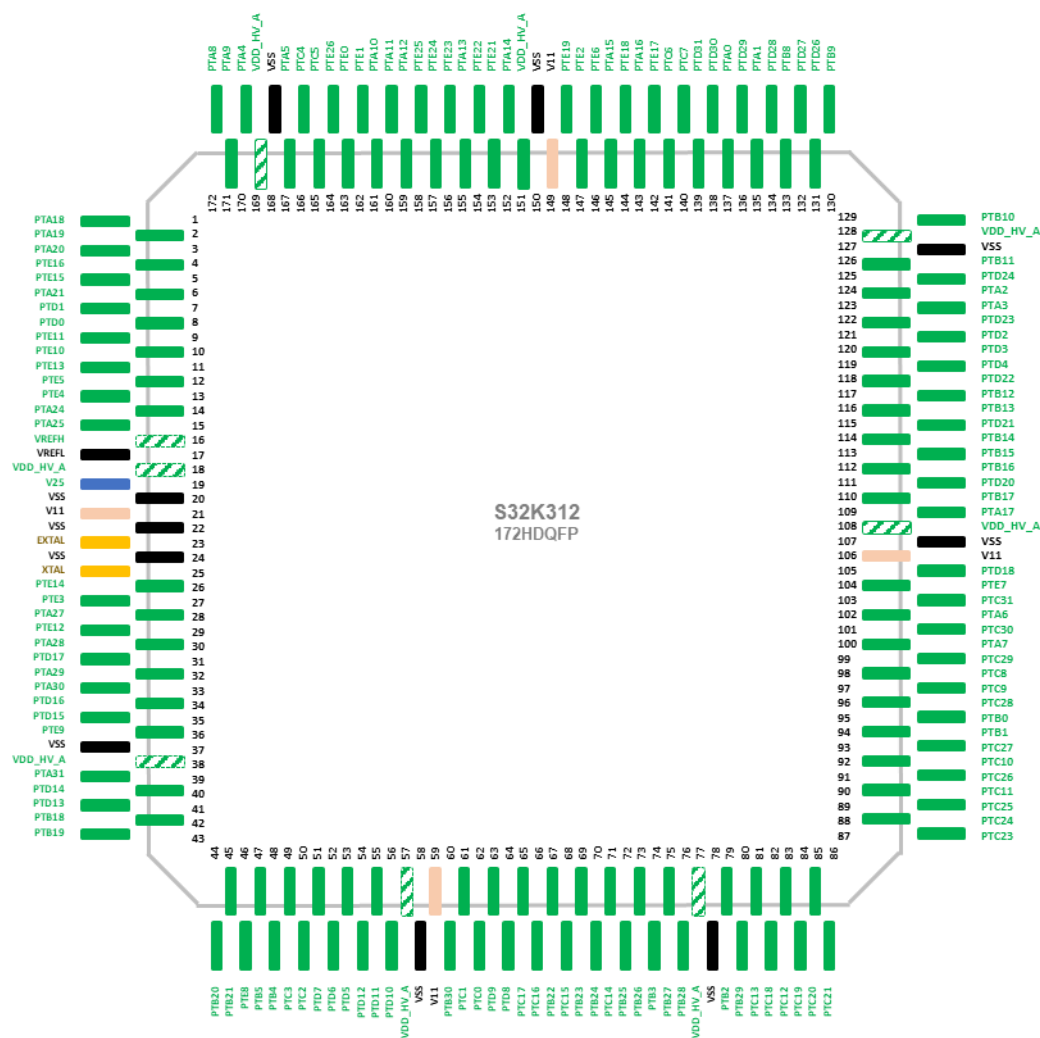 PTA8
PTA9
PTA4
VDD_HV_A
VSS
PTA5
PTC4
PTC5
PTE26
PTE0
PTE1
PTA10
PTA11
PTA12
PTE25
PTE24
PTE23
PTA13
PTE22
PTE21
PTA14
VDD_HV_A
VSS
V11
PTE19
PTE2
PTE6
PTA15
PTE18
PTA16
PTE17
PTC6
PTC7
PTD31
PTD30
PTA0
PTD29
PTA1
PTD28
PTB8
PTD27
PTD26
PTB9
172
171
170
169
168
167
166
165
164
163
162
161
160
159
158
157
156
155
154
153
152
151
150
149
148
147
146
145
144
143
142
141
140
139
138
137
136
135
134
133
132
131
130
PTA18 1
PTA19 2
PTA20 3
PTE16 4
PTE15 5
PTA21 6
PTD1 7
PTD0 8
PTE11 9
PTE10 10
PTE13 11
PTE5 12
PTE4 13
PTA24 14
PTA25 15
VREFH 16
VREFL 17
VDD_HV_A 18
V25 19
VSS 20
V11 21
VSS 22
EXTAL 23
VSS 24
XTAL 25
PTE14 26
PTE3 27
PTA27 28
PTE12 29
PTA28 30
PTD17 31
PTA29 32
PTA30 33
PTD16 34
PTD15 35
PTE9 36
VSS 37
VDD_HV_A 38
PTA31 39
PTD14 40
PTD13 41
PTB18 42
PTB19 43
S32K312
172HDQFP
129 PTB10
128 VDD_HV_A
127 VSS
126 PTB11
125 PTD24
124 PTA2
123 PTA3
122 PTD23
121 PTD2
120 PTD3
119 PTD4
118 PTD22
117 PTB12
116 PTB13
115 PTD21
114 PTB14
113 PTB15
112 PTB16
111 PTD20
110 PTB17
109 PTA17
108 VDD_HV_A
107 VSS
106 V11
105 PTD18
104 PTE7
103 PTC31
102 PTA6
101 PTC30
100 PTA7
99 PTC29
98 PTC8
97 PTC9
96 PTC28
95 PTB0
94 PTB1
93 PTC27
92 PTC10
91 PTC26
90 PTC11
89 PTC25
88 PTC24
87 PTC23
44
45
46
47
48
49
50
51
52
53
54
55
56
57
58
59
60
61
62
63
64
65
66
67
68
69
70
71
72
73
74
75
76
77
78
79
80
81
82
83
84
85
86
PTB20
PTB21
PTE8
PTB5
PTB4
PTC3
PTC2
PTD7
PTD6
PTD5
PTD12
PTD11
PTD10
VDD_HV_A
VSS
V11
PTB30
PTC1
PTC0
PTD9
PTD8
PTC17
PTC16
PTB22
PTC15
PTB23
PTB24
PTC14
PTB25
PTB26
PTB3
PTB27
PTB28
VDD_HV_A
VSS
PTB2
PTB29
PTC13
PTC18
PTC12
PTC19
PTC20
PTC21